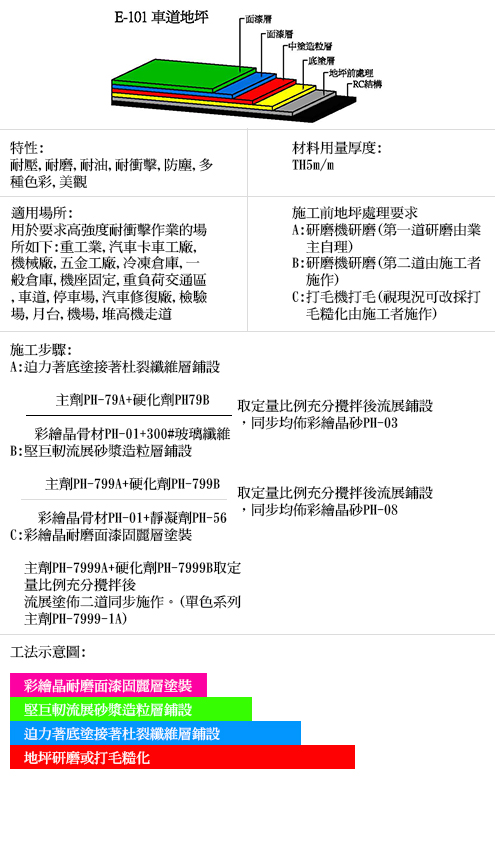 E-101 車道地坪
面漆層
面漆層
中塗造粒層
底塗層
地坪前處理
RC結構
特性:
耐壓,耐磨,耐油,耐衝擊,防塵,多
種色彩,美觀
材料用量厚度:
TH5m/m
適用場所:
用於要求高強度耐衝擊作業的場
所如下:重工業,汽車卡車工廠,
機械廠,五金工廠,冷凍倉庫,一
般倉庫,機座固定,重負荷交通區
,車道,停車場,汽車修復廠,檢驗
場,月台,機場,堆高機走道
施工前地坪處理要求
A:研磨機研磨(第一道研磨由業
主自理)
B:研磨機研磨(第二道由施工者
施作)
C:打毛機打毛(視現況可改採打
毛糙化由施工者施作)
施工步驟:
A:迫力著底塗接著杜裂纖維層鋪設
主劑PH-79A+硬化劑PH79B
彩繪晶骨材PH-01+300#玻璃纖維
取定量比例充分攪拌後流展鋪設
,同步均佈彩繪晶砂PH-03
B:堅巨軔流展砂漿造粒層鋪設
主劑PH-799A+硬化劑PH-799B
彩繪晶骨材PH-01+靜凝劑PH-56
取定量比例充分攪拌後流展鋪設
,同步均佈彩繪晶砂PH-08
C:彩繪晶耐磨面漆固麗層塗裝
主劑PH-7999A+硬化劑PH-7999B取定
量比例充分攪拌後
流展塗佈二道同步施作。(單色系列
主劑PH-7999-1A)
工法示意圖:
彩繪晶耐磨面漆固麗層塗裝
堅巨軔流展砂漿造粒層鋪設
迫力著底塗接著杜裂纖維層鋪設
地坪研磨或打毛糙化